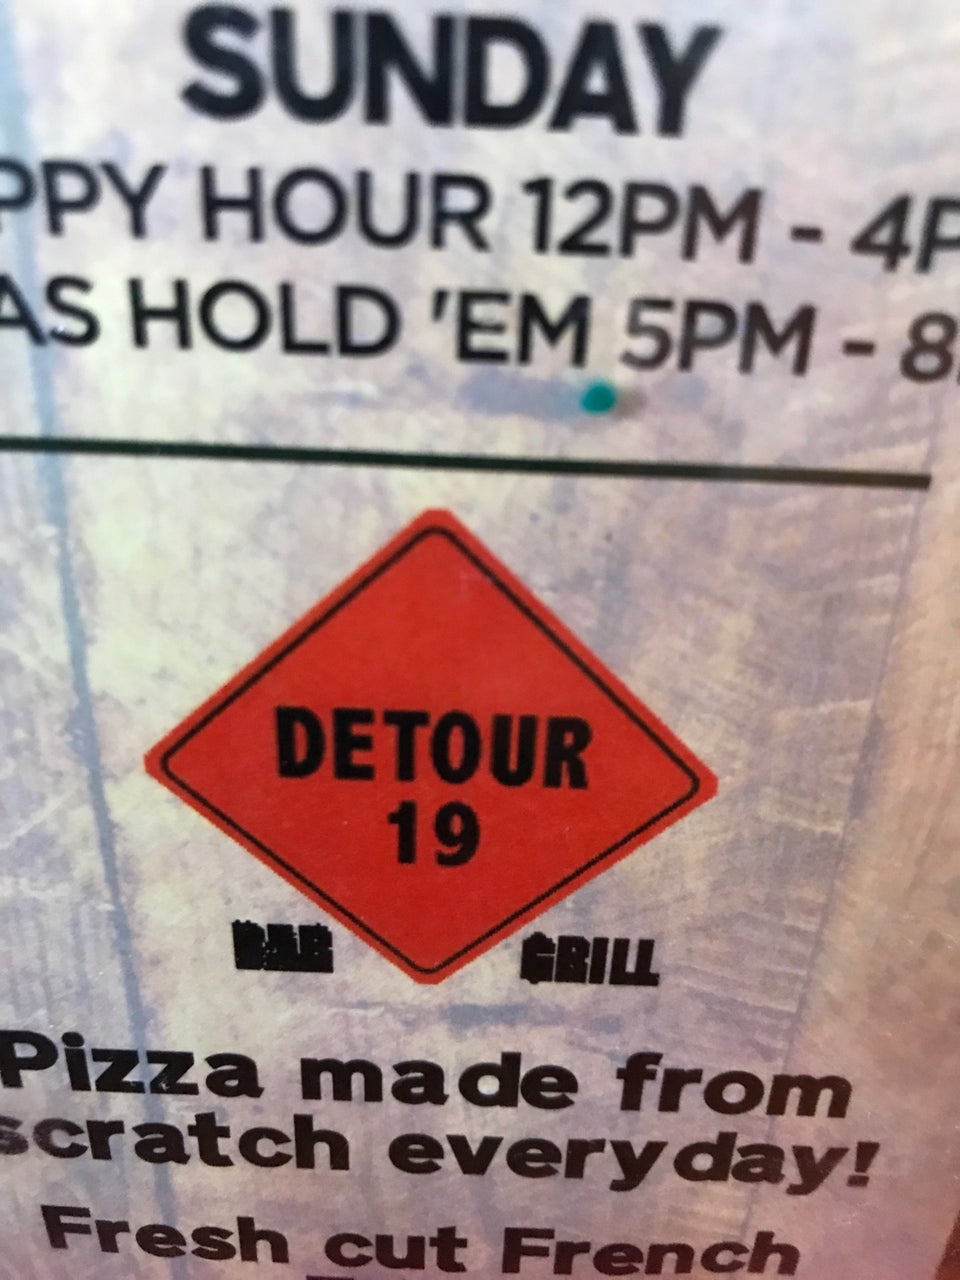 SUNDAY
PPY HOUR 12PM - 4P
AS HOLD 'EM 5PM - 8
DETOUR
19
BAR GRILL
Pizza made from
scratch everyday!
Fresh cut French